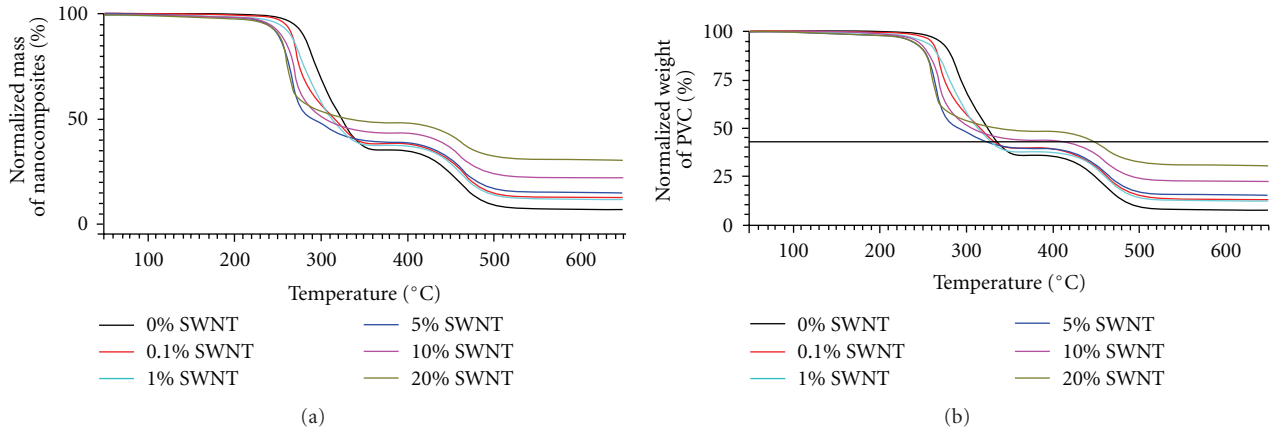 Normalized mass
of nanocomposites (%)
100
50
0
100 200 300 400 500 600
Temperature (°C)
0% SWNT
0.1% SWNT
1% SWNT
5% SWNT
10% SWNT
20% SWNT
(a)
Normalized weight
of PVC (%)
100
75
50
25
0
100 200 300 400 500 600
Temperature (°C)
0% SWNT
0.1% SWNT
1% SWNT
5% SWNT
10% SWNT
20% SWNT
(b)